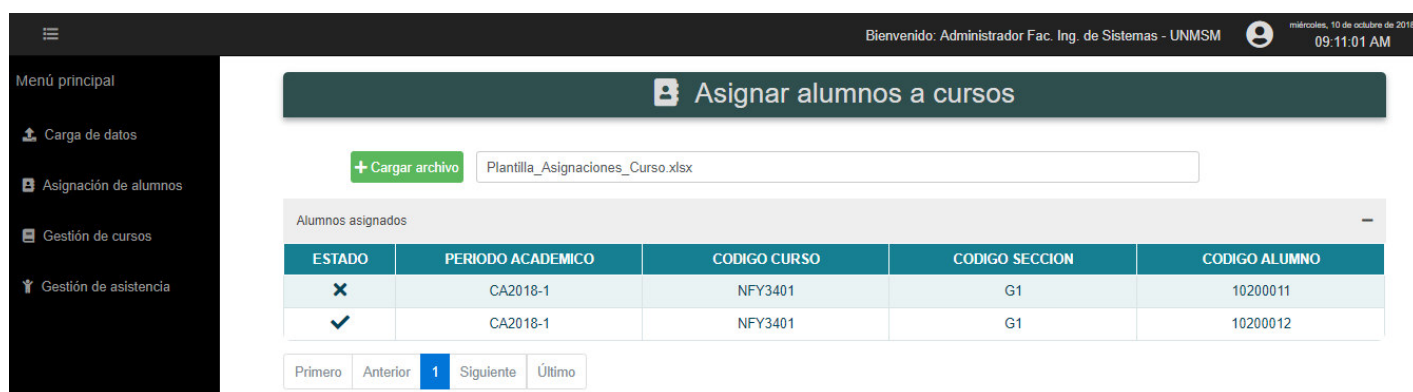 Bienvenido: Administrador Fac. Ing. de Sistemas - UNMSM
miércoles, 10 de octubre de 2018
09:11:01 AM
Menú principal
Carga de datos
Asignación de alumnos
Gestión de cursos
Gestión de asistencia
Asignar alumnos a cursos
+ Cargar archivo Plantilla_Asignaciones_Curso.xlsx
Alumnos asignados
ESTADO PERIODO ACADEMICO CODIGO CURSO CODIGO SECCION CODIGO ALUMNO
CA2018-1 NFY3401 G1 10200011
CA2018-1 NFY3401 G1 10200012
Primero Anterior 1 Siguiente Último